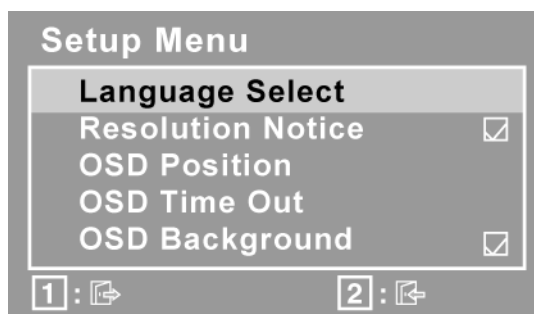 Setup Menu
Language Select
Resolution Notice
OSD Position
OSD Time Out
OSD Background
1 : 2 :